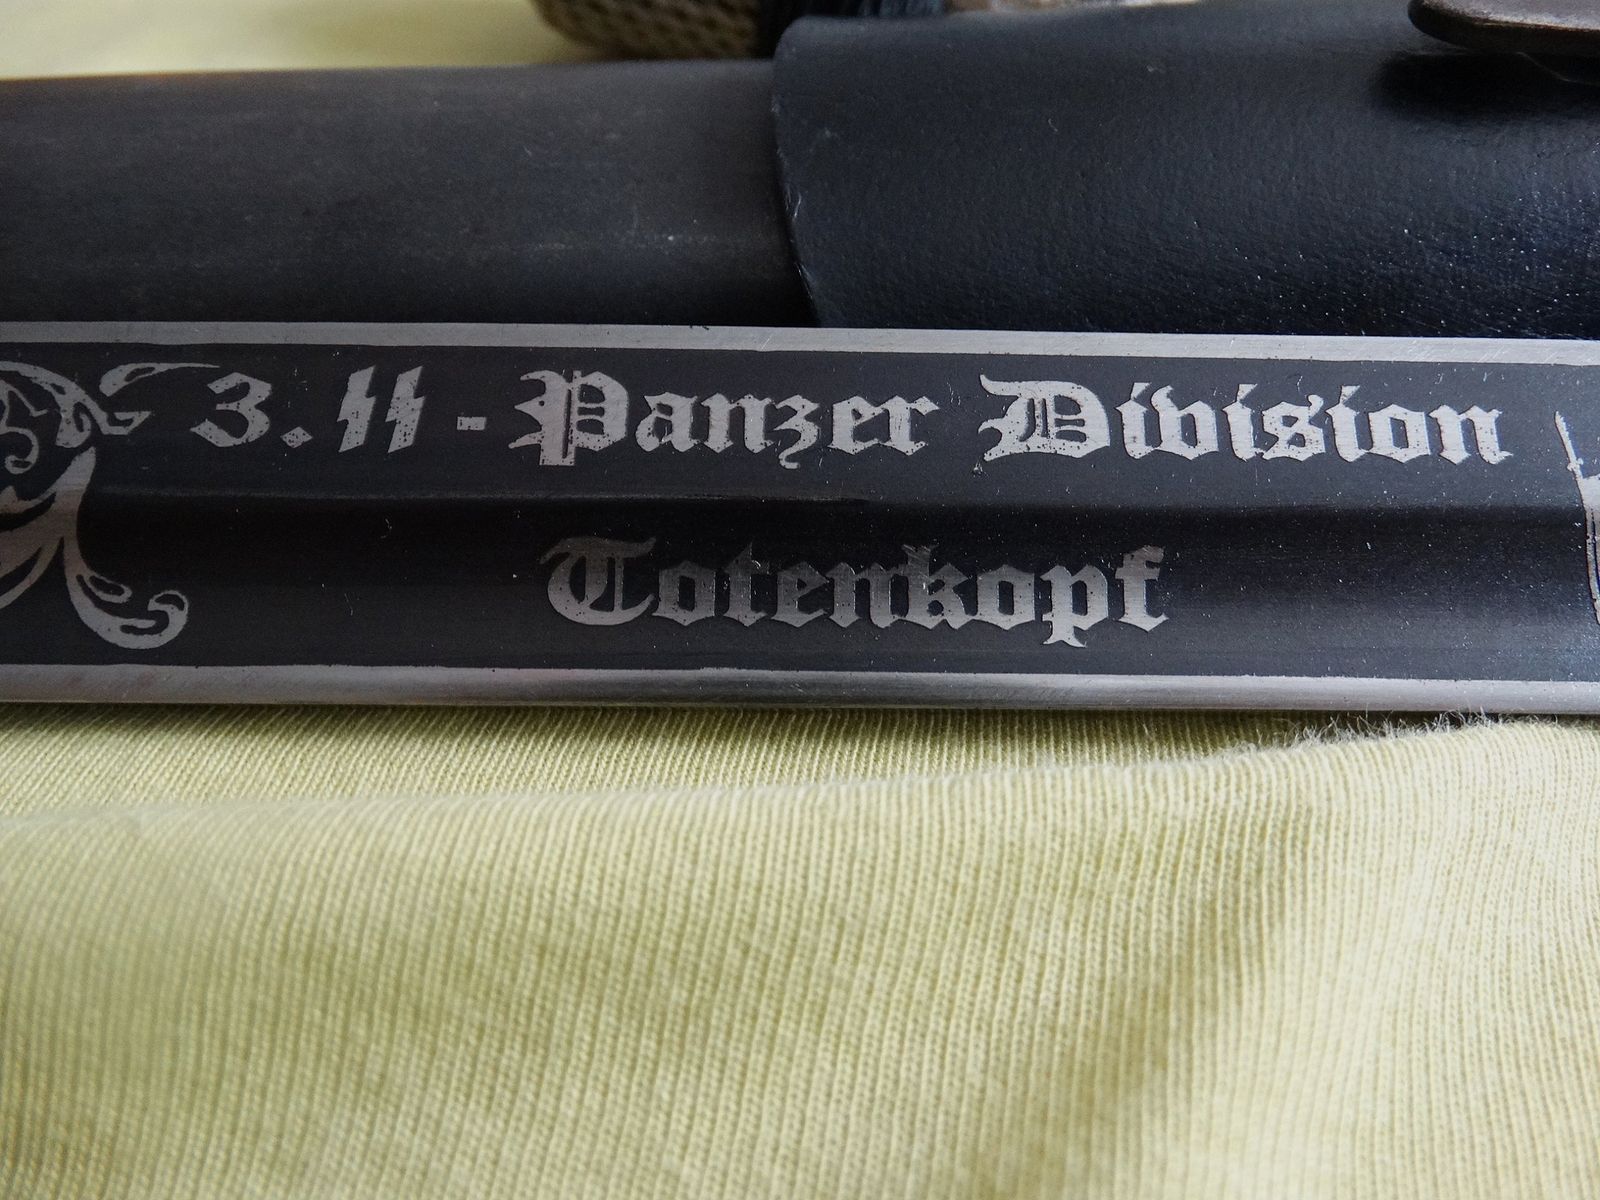 3. ᛋᛋ - Panzer Division
Totenkopf